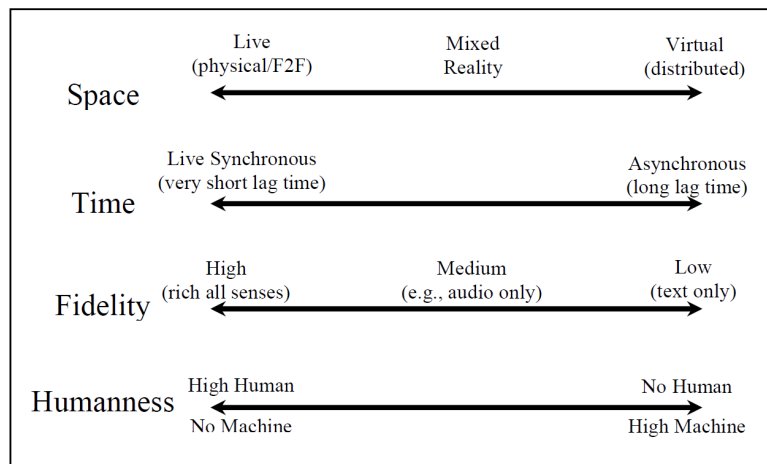 Live Mixed Virtual
(physical/F2F) Reality (distributed)
Space
Live Synchronous Asynchronous
(very short lag time) (long lag time)
Time
High Medium Low
(rich all senses) (e.g., audio only) (text only)
Fidelity
High Human No Human
Humanness
No Machine High Machine